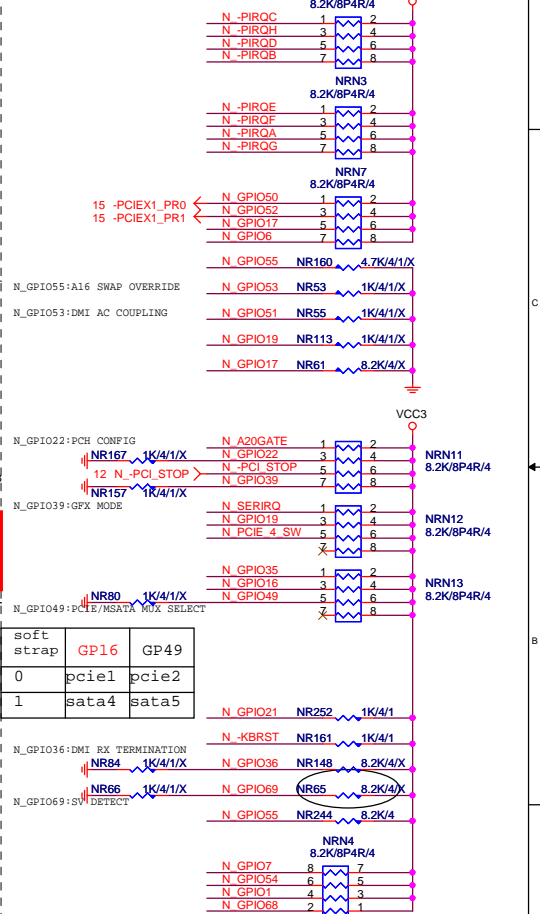 8.2K/8P4R/4
N_-PIRQC 1 2
N_-PIRQH 3 4
N_-PIRQD 5 6
N_-PIRQB 7 8
NRN3
8.2K/8P4R/4
N_-PIRQE 1 2
N_-PIRQF 3 4
N_-PIRQA 5 6
N_-PIRQG 7 8
NRN7
8.2K/8P4R/4
15 -PCIEX1_PR0 N_GPIO50 1 2
15 -PCIEX1_PR1 N_GPIO52 3 4
N_GPIO17 5 6
N_GPIO6 7 8
N_GPIO55 NR160 4.7K/4/1/X
N_GPIO55:A16 SWAP OVERRIDE
N_GPIO53 NR53 1K/4/1/X
C
N_GPIO53:DMI AC COUPLING
N_GPIO51 NR55 1K/4/1/X
N_GPIO19 NR113 1K/4/1/X
N_GPIO17 NR61 8.2K/4/X
VCC3
N_GPIO22:PCH CONFIG
N_A20GATE 1 2
NR167 1K/4/1/X N_GPIO22 3 4 NRN11
12 N_-PCI_STOP N_-PCI_STOP 5 6 8.2K/8P4R/4
NR157 1K/4/1/X N_GPIO39 7 8
N_GPIO39:GFX MODE
N_SERIRQ 1 2
N_GPIO19 3 4 NRN12
N_PCIE_4_SW 5 6 8.2K/8P4R/4
7 8
N_GPIO35 1 2
N_GPIO16 3 4 NRN13
NR80 1K/4/1/X N_GPIO49 5 6 8.2K/8P4R/4
N_GPIO49:PCIE/MSATA MUX SELECT
7 8
soft strap GP16 GP49
B
0 pcie1 pcie2
1 sata4 sata5
N_GPIO21 NR252 1K/4/1
N_-KBRST NR161 1K/4/1
N_GPIO36:DMI RX TERMINATION
NR84 1K/4/1/X N_GPIO36 NR148 8.2K/4/X
NR66 1K/4/1/X N_GPIO69 NR65 8.2K/4/X
N_GPIO69:SV DETECT
N_GPIO55 NR244 8.2K/4
NRN4
8.2K/8P4R/4
N_GPIO7 8 7
N_GPIO54 6 5
N_GPIO1 4 3
N_GPIO68 2 1